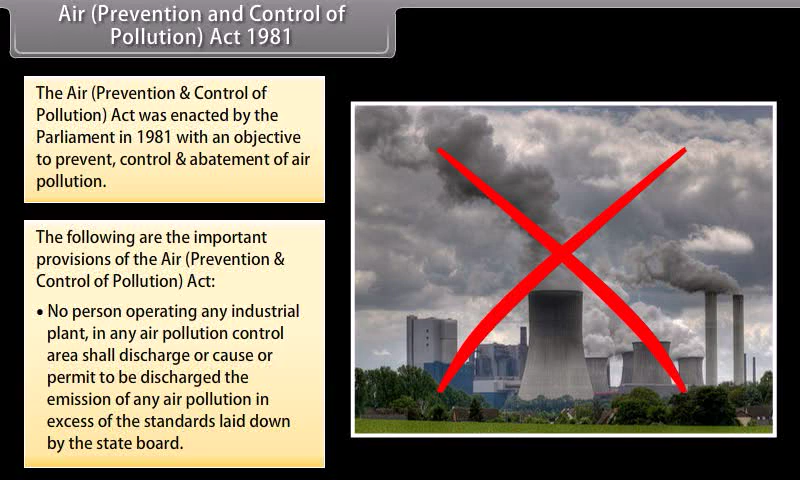 Air (Prevention and Control of
Pollution) Act 1981
The Air (Prevention & Control of
Pollution) Act was enacted by the
Parliament in 1981 with an objective
to prevent, control & abatement of air
pollution.
The following are the important
provisions of the Air (Prevention &
Control of Pollution) Act:
• No person operating any industrial
plant, in any air pollution control
area shall discharge or cause or
permit to be discharged the
emission of any air pollution in
excess of the standards laid down
by the state board.